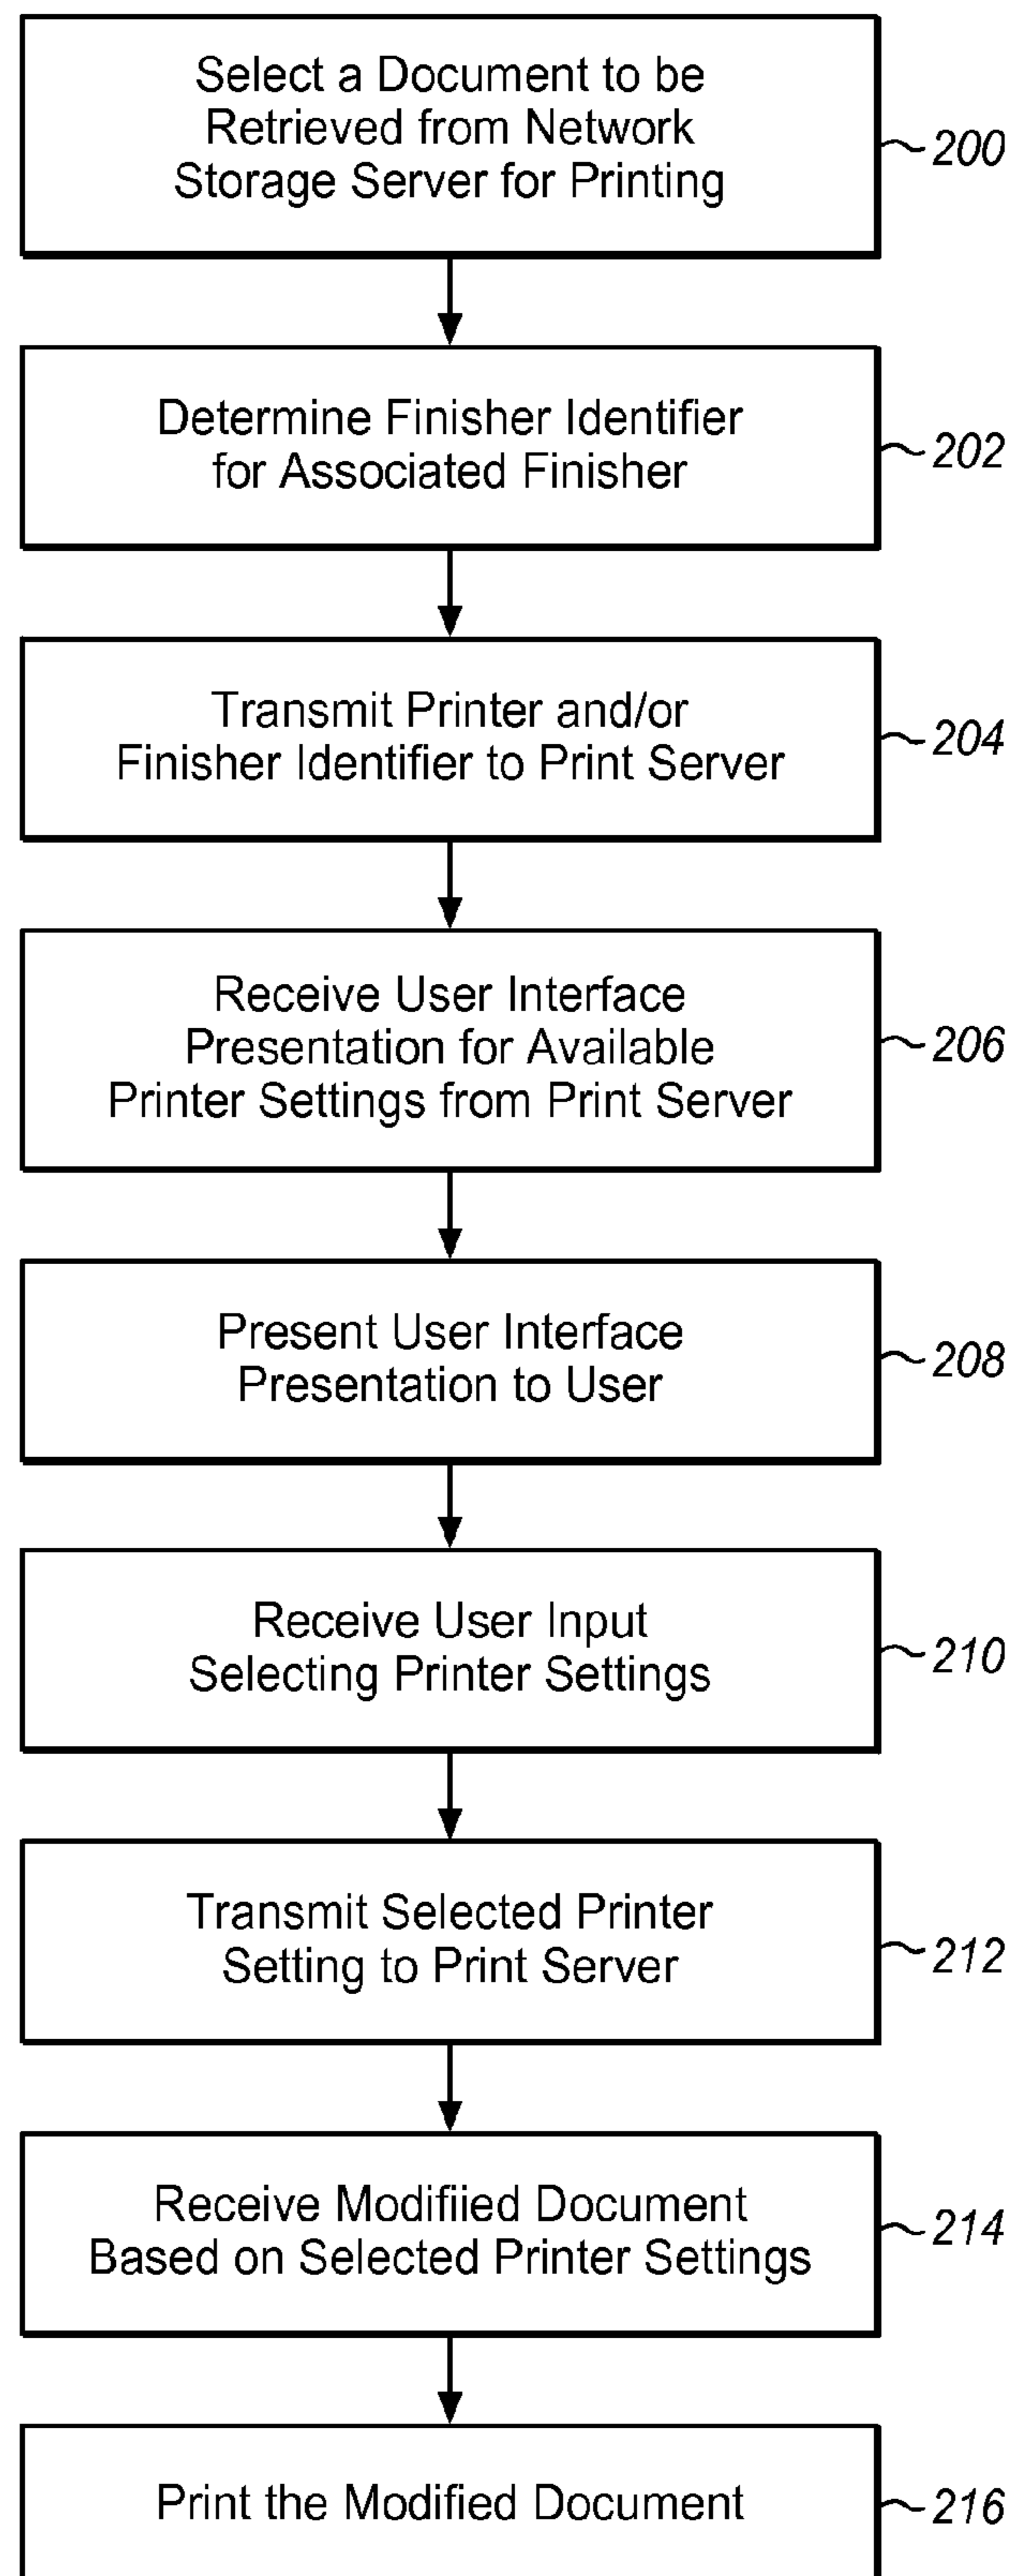 Select a Document to be
Retrieved from Network
Storage Server for Printing
200
Determine Finisher Identifier
for Associated Finisher
202
Transmit Printer and/or
Finisher Identifier to Print Server
204
Receive User Interface
Presentation for Available
Printer Settings from Print Server
206
Present User Interface
Presentation to User
208
Receive User Input
Selecting Printer Settings
210
Transmit Selected Printer
Setting to Print Server
212
Receive Modifiied Document
Based on Selected Printer Settings
214
Print the Modified Document
216